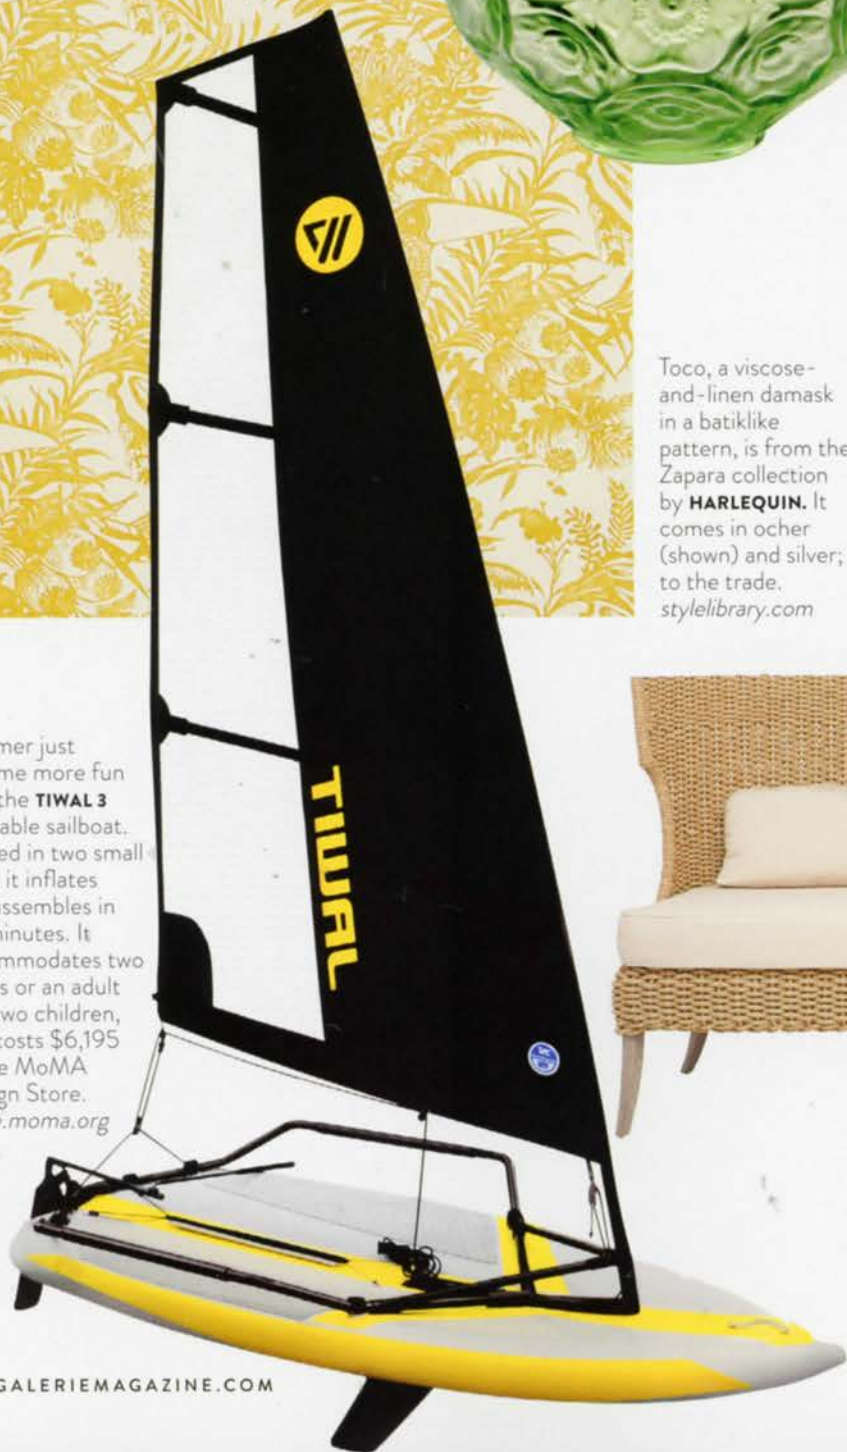 Toco, a viscose-
and-linen damask
in a batiklike
pattern, is from the
Zapara collection
by HARLEQUIN. It
comes in ocher
(shown) and silver;
to the trade.
stylelibrary.com
TIWAL
mer just
me more fun
the TIWAL 3
able sailboat.
ed in two small
it inflates
ssembles in
inutes. It
mmodates two
s or an adult
wo children,
costs $6,195
e MoMA
gn Store.
.moma.org
GALERIEMAGAZINE.COM